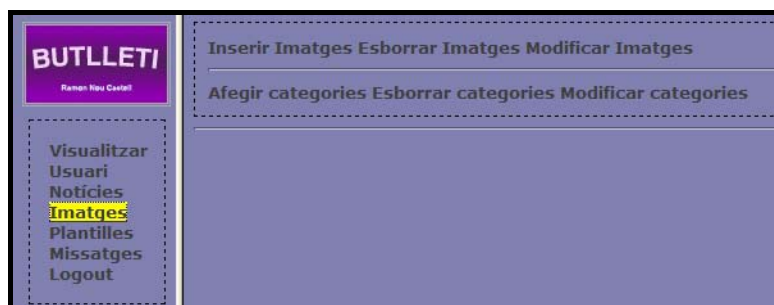 BUTLLETI
Ramon Nou Castell
Visualitzar
Usuari
Notícies
Imatges
Plantilles
Missatges
Logout
Inserir Imatges Esborrar Imatges Modificar Imatges
Afegir categories Esborrar categories Modificar categories